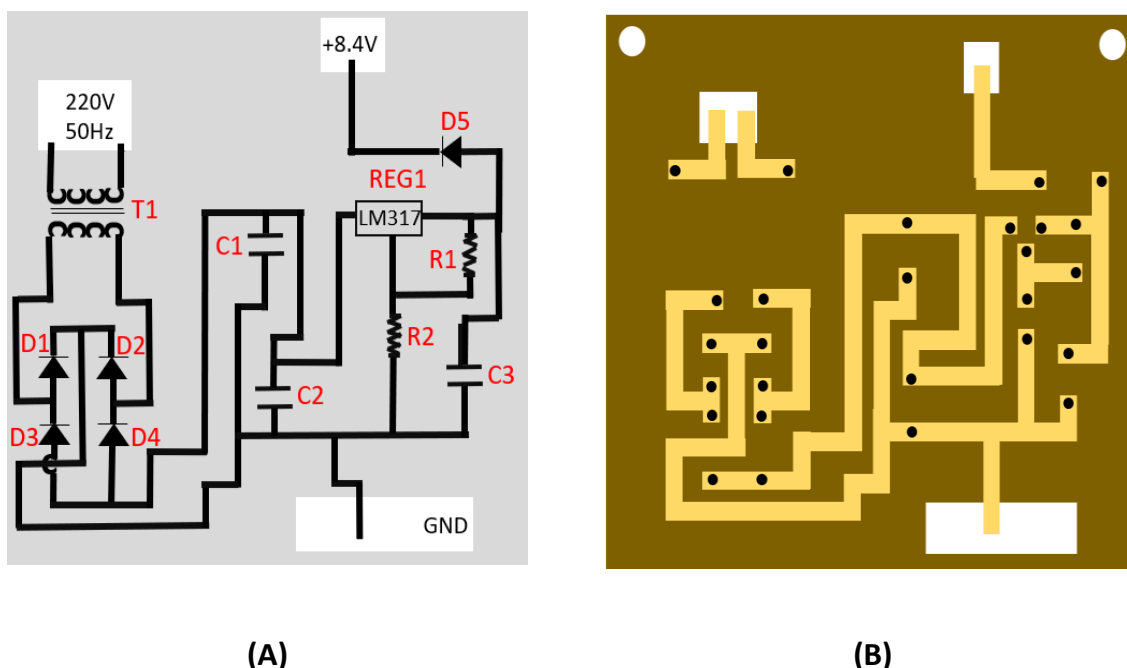 +8.4V
220V
50Hz
D5
REG1
T1
LM317
C1
R1
D1
D2
R2
C2
C3
D3
D4
GND
(A)
(B)